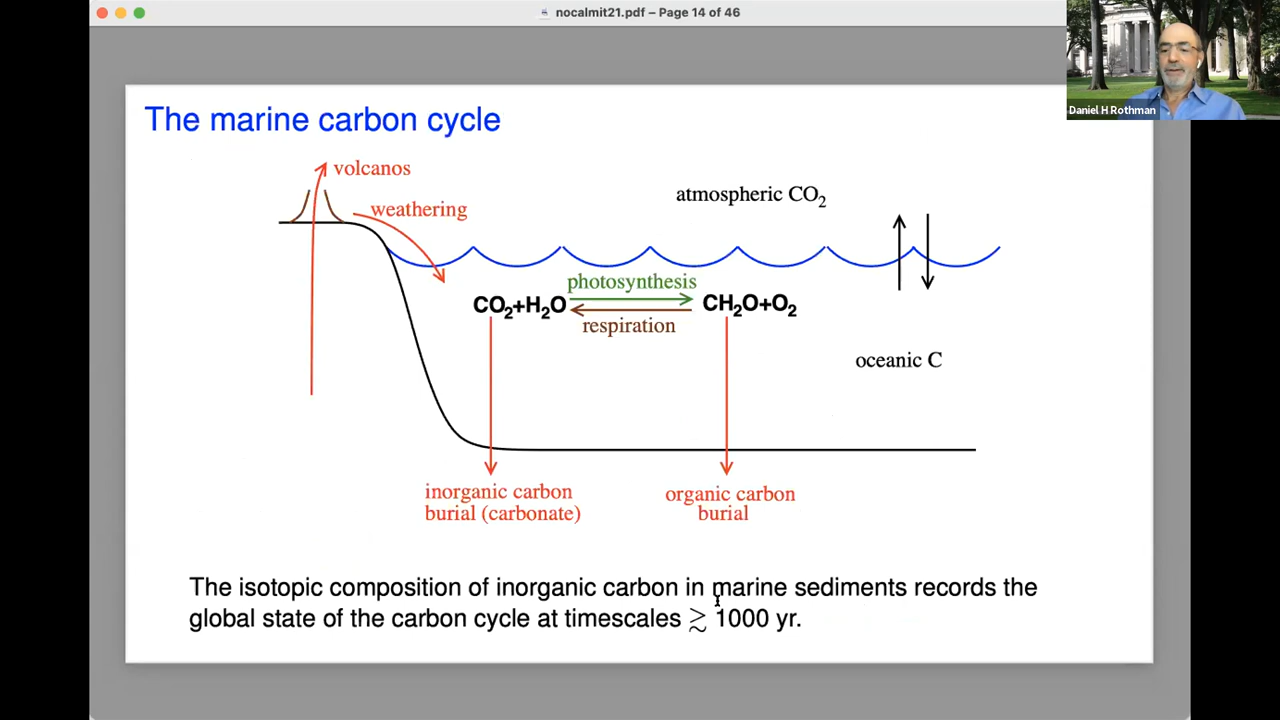 nocalmit21.pdf – Page 14 of 46
Daniel H Rothman
The marine carbon cycle
volcanos
weathering
atmospheric CO₂
photosynthesis
CO₂+H₂O
CH₂O+O₂
respiration
oceanic C
inorganic carbon
burial (carbonate)
organic carbon
burial
The isotopic composition of inorganic carbon in marine sediments records the
global state of the carbon cycle at timescales ≳ 1000 yr.